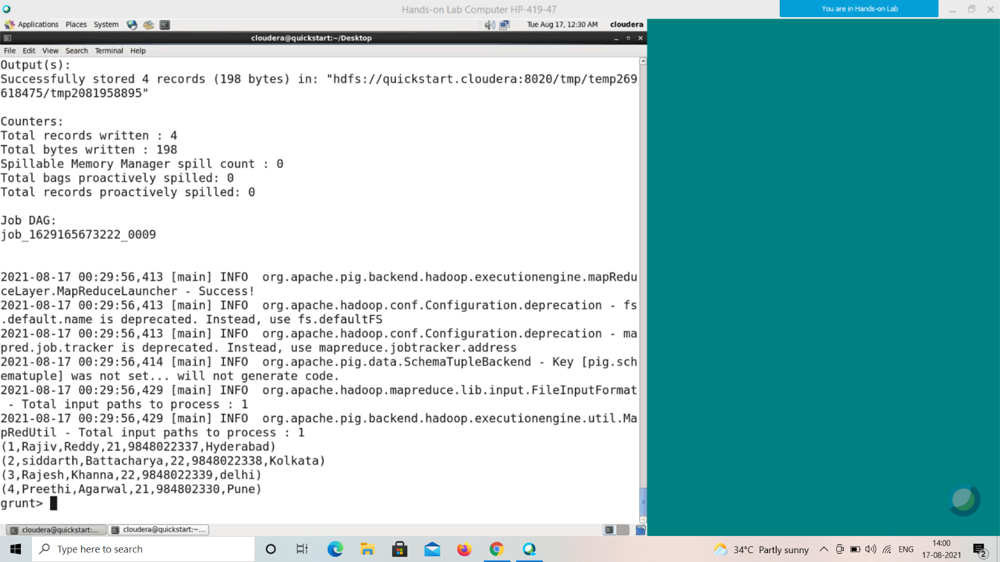 Hands-on Lab Computer HP-419-47
You are in Hands-on Lab
Applications Places System
Tue Aug 17, 12:30 AM cloudera
cloudera@quickstart:~/Desktop
File Edit View Search Terminal Help
Output(s):
Successfully stored 4 records (198 bytes) in: "hdfs://quickstart.cloudera:8020/tmp/temp269
618475/tmp2081958895"
Counters:
Total records written : 4
Total bytes written : 198
Spillable Memory Manager spill count : 0
Total bags proactively spilled: 0
Total records proactively spilled: 0
Job DAG:
job_1629165673222_0009
2021-08-17 00:29:56,413 [main] INFO  org.apache.pig.backend.hadoop.executionengine.mapRedu
ceLayer.MapReduceLauncher - Success!
2021-08-17 00:29:56,413 [main] INFO  org.apache.hadoop.conf.Configuration.deprecation - fs
.default.name is deprecated. Instead, use fs.defaultFS
2021-08-17 00:29:56,413 [main] INFO  org.apache.hadoop.conf.Configuration.deprecation - ma
pred.job.tracker is deprecated. Instead, use mapreduce.jobtracker.address
2021-08-17 00:29:56,414 [main] INFO  org.apache.pig.data.SchemaTupleBackend - Key [pig.sch
ematuple] was not set... will not generate code.
2021-08-17 00:29:56,429 [main] INFO  org.apache.hadoop.mapreduce.lib.input.FileInputFormat
- Total input paths to process : 1
2021-08-17 00:29:56,429 [main] INFO  org.apache.pig.backend.hadoop.executionengine.util.Ma
pRedUtil - Total input paths to process : 1
(1,Rajiv,Reddy,21,9848022337,Hyderabad)
(2,siddarth,Battacharya,22,9848022338,Kolkata)
(3,Rajesh,Khanna,22,9848022339,delhi)
(4,Preethi,Agarwal,21,984802330,Pune)
grunt>
cloudera@quickstart:... cloudera@quickstart:~...
Type here to search
34°C Partly sunny
ENG
14:00
17-08-2021
2